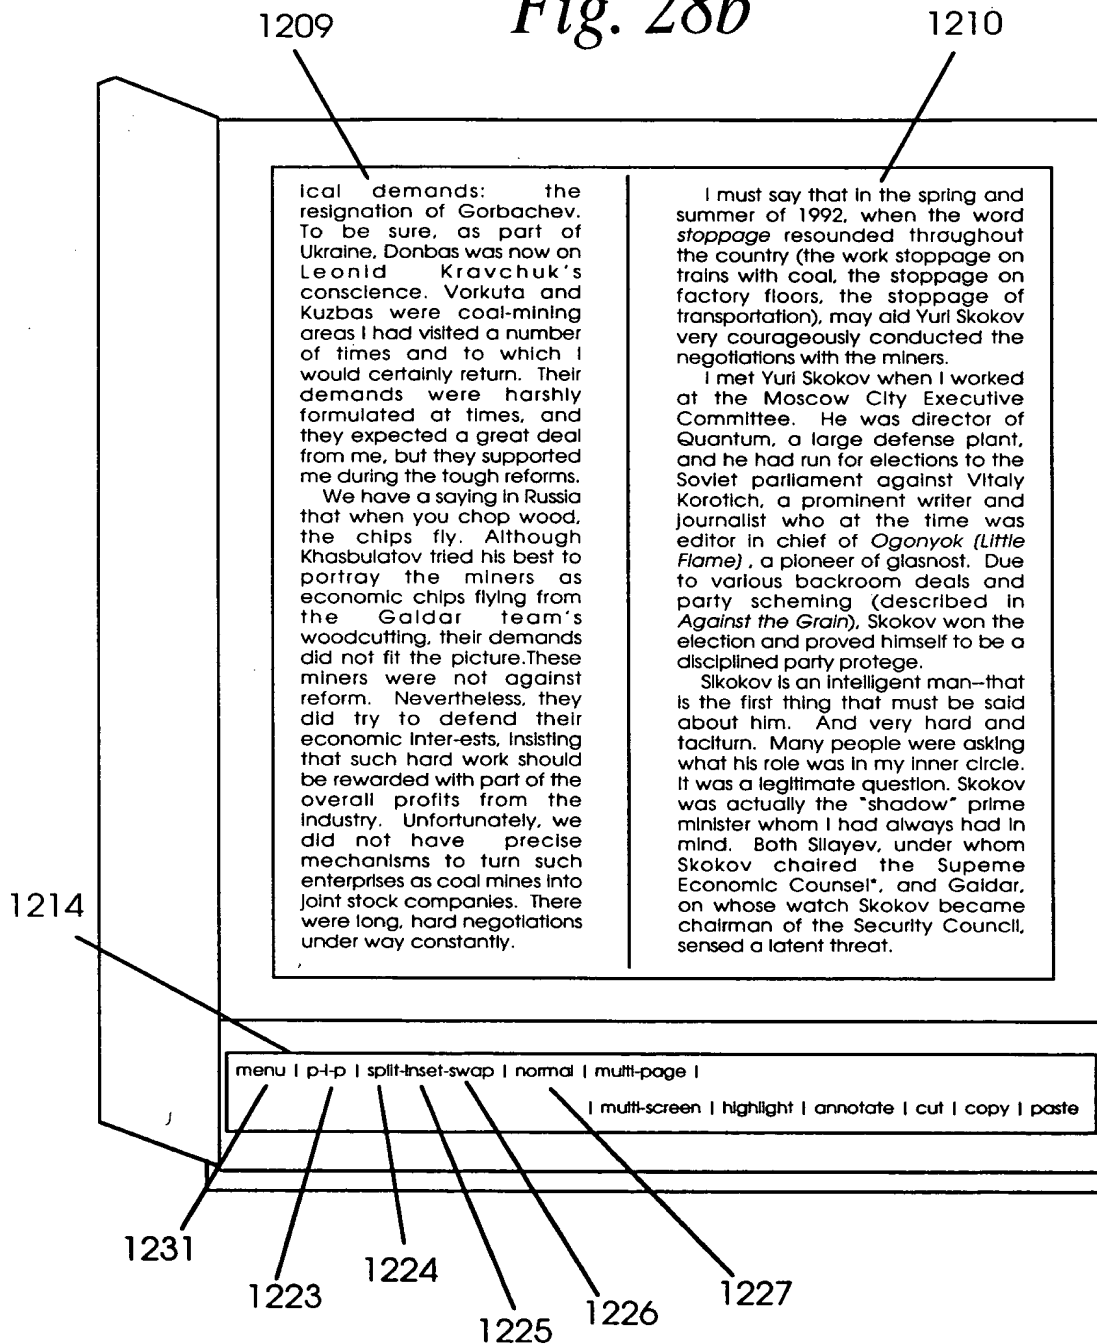 Fig. 28b
1209
1210
ical demands: the
resignation of Gorbachev.
To be sure, as part of
Ukraine, Donbas was now on
Leonid Kravchuk's
conscience. Vorkuta and
Kuzbas were coal-mining
areas I had visited a number
of times and to which I
would certainly return. Their
demands were harshly
formulated at times, and
they expected a great deal
from me, but they supported
me during the tough reforms.
We have a saying in Russia
that when you chop wood,
the chips fly. Although
Khasbulatov tried his best to
portray the miners as
economic chips flying from
the Gaidar team's
woodcutting, their demands
did not fit the picture.These
miners were not against
reform. Nevertheless, they
did try to defend their
economic inter-ests, insisting
that such hard work should
be rewarded with part of the
overall profits from the
industry. Unfortunately, we
did not have precise
mechanisms to turn such
enterprises as coal mines into
joint stock companies. There
were long, hard negotiations
under way constantly.
I must say that in the spring and
summer of 1992, when the word
stoppage resounded throughout
the country (the work stoppage on
trains with coal, the stoppage on
factory floors, the stoppage of
transportation), may aid Yuri Skokov
very courageously conducted the
negotiations with the miners.
I met Yuri Skokov when I worked
at the Moscow City Executive
Committee. He was director of
Quantum, a large defense plant,
and he had run for elections to the
Soviet parliament against Vitaly
Korotich, a prominent writer and
journalist who at the time was
editor in chief of Ogonyok (Little
Flame) , a pioneer of glasnost. Due
to various backroom deals and
party scheming (described in
Against the Grain), Skokov won the
election and proved himself to be a
disciplined party protege.
Slkokov is an intelligent man--that
is the first thing that must be said
about him. And very hard and
taciturn. Many people were asking
what his role was in my inner circle.
It was a legitimate question. Skokov
was actually the "shadow" prime
minister whom I had always had in
mind. Both Silayev, under whom
Skokov chaired the Supeme
Economic Counsel*, and Gaidar,
on whose watch Skokov became
chairman of the Security Council,
sensed a latent threat.
1214
menu | p-i-p | split-inset-swap | normal | multi-page |
| multi-screen | highlight | annotate | cut | copy | paste
1231
1223
1224
1225
1226
1227